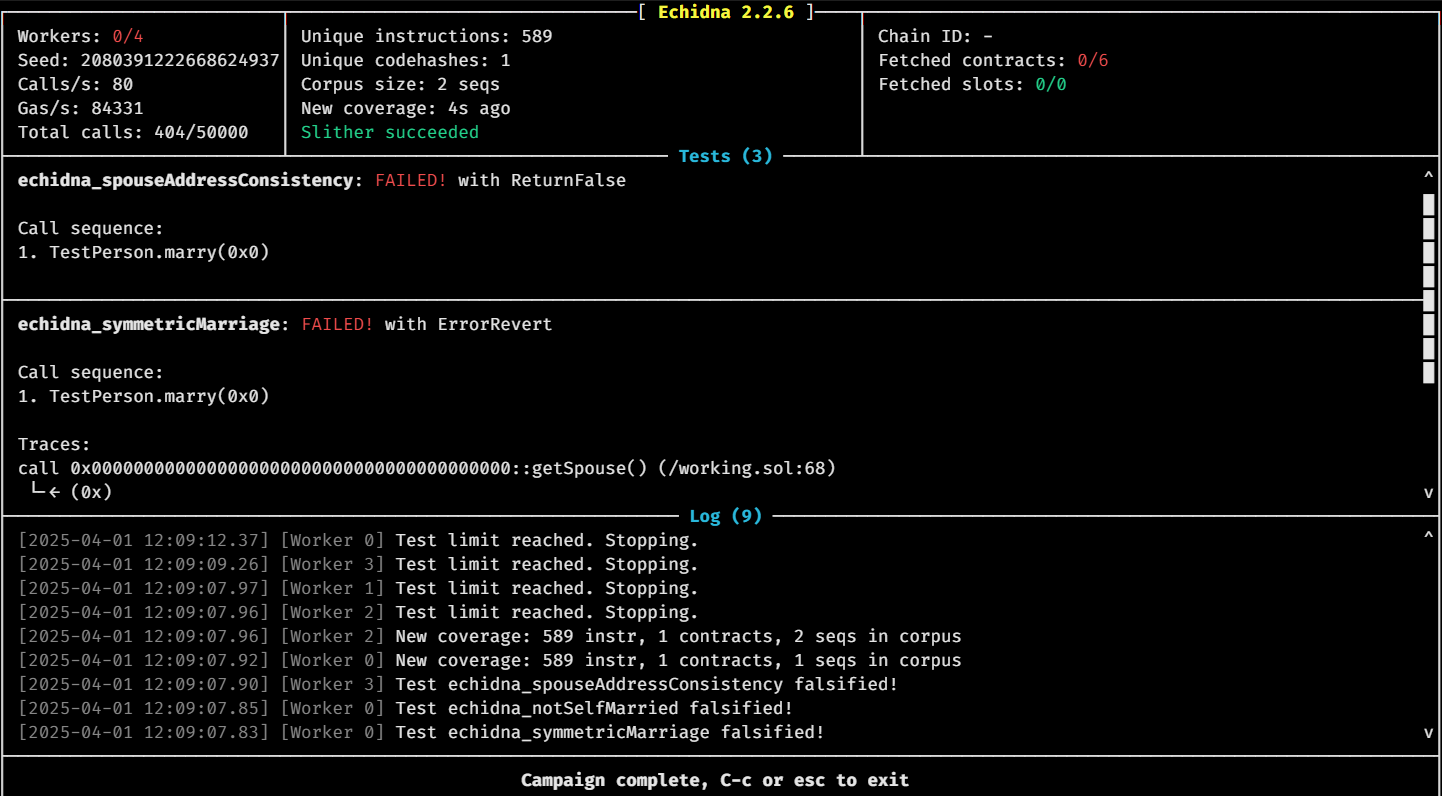 [ Echidna 2.2.6 ]
Workers: 0/4
Seed: 2080391222668624937
Calls/s: 80
Gas/s: 84331
Total calls: 404/50000
Unique instructions: 589
Unique codehashes: 1
Corpus size: 2 seqs
New coverage: 4s ago
Slither succeeded
Chain ID: -
Fetched contracts: 0/6
Fetched slots: 0/0
Tests (3)
echidna_spouseAddressConsistency: FAILED! with ReturnFalse
Call sequence:
1. TestPerson.marry(0x0)
echidna_symmetricMarriage: FAILED! with ErrorRevert
Call sequence:
1. TestPerson.marry(0x0)
Traces:
call 0x0000000000000000000000000000000000000000::getSpouse() (/working.sol:68)
└╴← (0x)
Log (9)
[2025-04-01 12:09:12.37] [Worker 0] Test limit reached. Stopping.
[2025-04-01 12:09:09.26] [Worker 3] Test limit reached. Stopping.
[2025-04-01 12:09:07.97] [Worker 1] Test limit reached. Stopping.
[2025-04-01 12:09:07.96] [Worker 2] Test limit reached. Stopping.
[2025-04-01 12:09:07.96] [Worker 2] New coverage: 589 instr, 1 contracts, 2 seqs in corpus
[2025-04-01 12:09:07.92] [Worker 0] New coverage: 589 instr, 1 contracts, 1 seqs in corpus
[2025-04-01 12:09:07.90] [Worker 3] Test echidna_spouseAddressConsistency falsified!
[2025-04-01 12:09:07.85] [Worker 0] Test echidna_notSelfMarried falsified!
[2025-04-01 12:09:07.83] [Worker 0] Test echidna_symmetricMarriage falsified!
Campaign complete, C-c or esc to exit